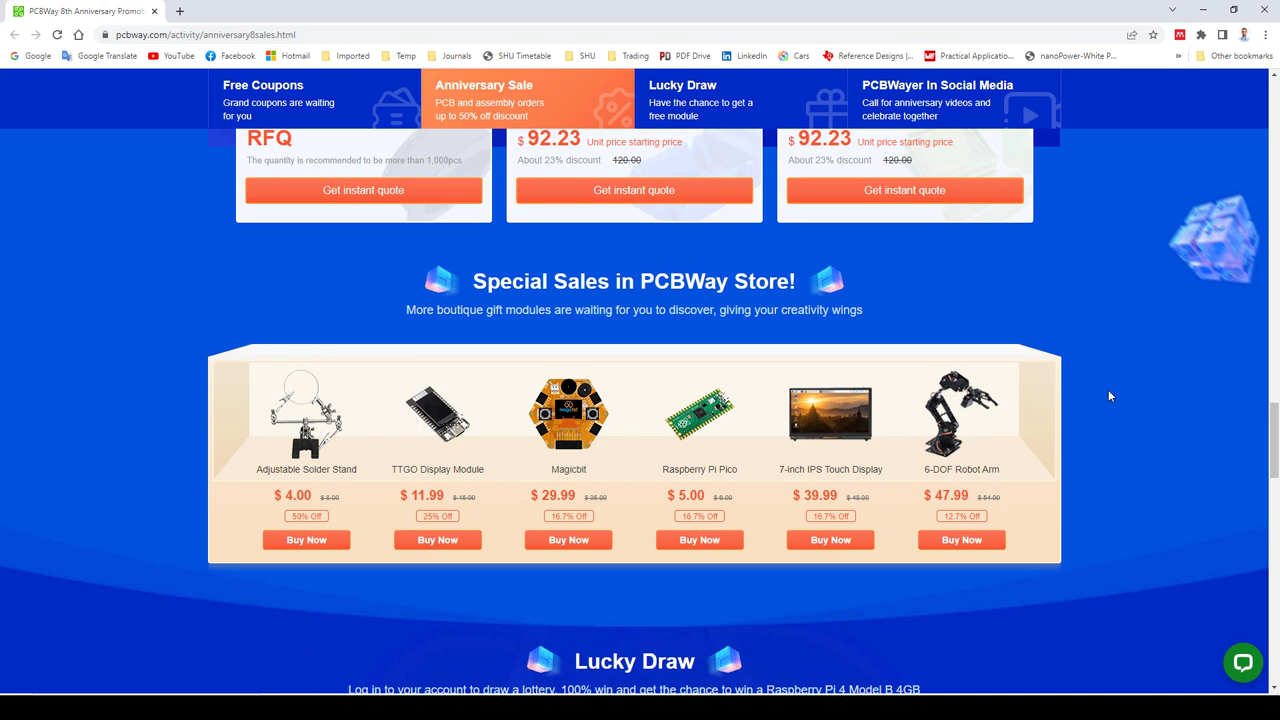 PCBWay 8th Anniversary Promot
pcbway.com/activity/anniversary8sales.html
Google
Google Translate
YouTube
Facebook
Hotmail
Imported
Temp
Journals
SHU Timetable
SHU
Trading
PDF Drive
LinkedIn
Cars
Reference Designs |...
Practical Applicatio...
nanoPower-White P...
»
Other bookmarks
Free Coupons
Grand coupons are waiting
for you
Anniversary Sale
PCB and assembly orders
up to 50% off discount
Lucky Draw
Have the chance to get a
free module
PCBWayer In Social Media
Call for anniversary videos and
celebrate together
RFQ
The quantity is recommended to be more than 1,000pcs
Get instant quote
$ 92.23 Unit price starting price
About 23% discount 120.00
Get instant quote
$ 92.23 Unit price starting price
About 23% discount 120.00
Get instant quote
Special Sales in PCBWay Store!
More boutique gift modules are waiting for you to discover, giving your creativity wings
Adjustable Solder Stand
$ 4.00 $ 8.00
50% Off
Buy Now
TTGO Display Module
$ 11.99
25% Off
Buy Now
magicbit
Magicbit
$ 29.99
16.7% Off
Buy Now
Raspberry Pi Pico
$ 5.00 $ 6.00
16.7% Off
Buy Now
7-inch IPS Touch Display
$ 39.99 $ 48.00
16.7% Off
Buy Now
6-DOF Robot Arm
$ 47.99
12.7% Off
Buy Now
Lucky Draw
Log in to your account to draw a lottery, 100% win and get the chance to win a Raspberry Pi 4 Model B 4GB